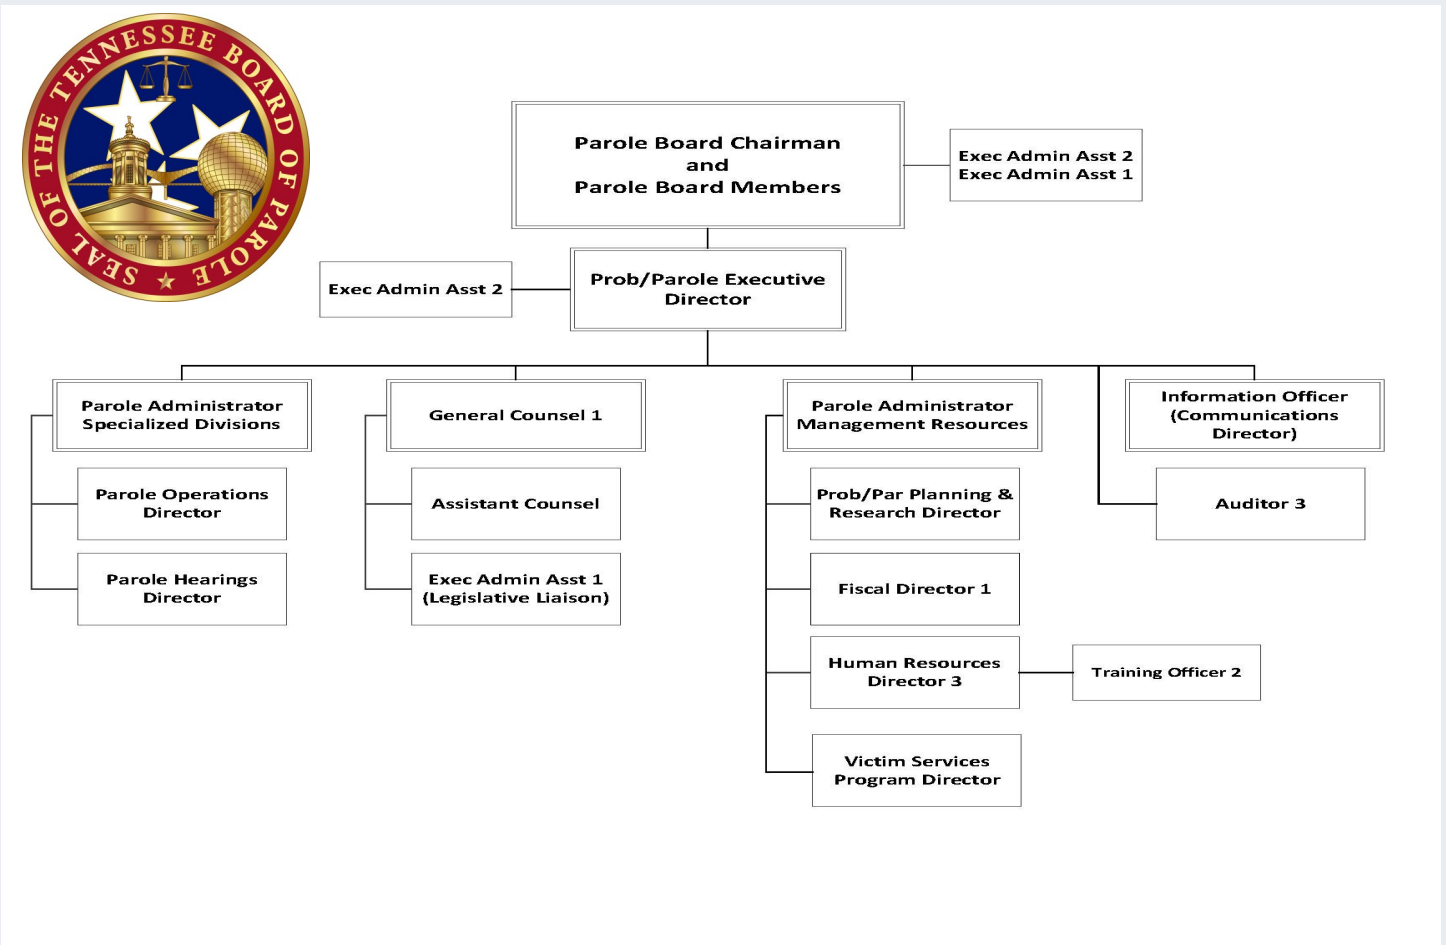 SEAL OF THE TENNESSEE BOARD OF PAROLE
Parole Board Chairman
and
Parole Board Members
Exec Admin Asst 2
Exec Admin Asst 1
Exec Admin Asst 2
Prob/Parole Executive
Director
Parole Administrator
Specialized Divisions
General Counsel 1
Parole Administrator
Management Resources
Information Officer
(Communications
Director)
Parole Operations
Director
Assistant Counsel
Prob/Par Planning &
Research Director
Auditor 3
Parole Hearings
Director
Exec Admin Asst 1
(Legislative Liaison)
Fiscal Director 1
Human Resources
Director 3
Training Officer 2
Victim Services
Program Director